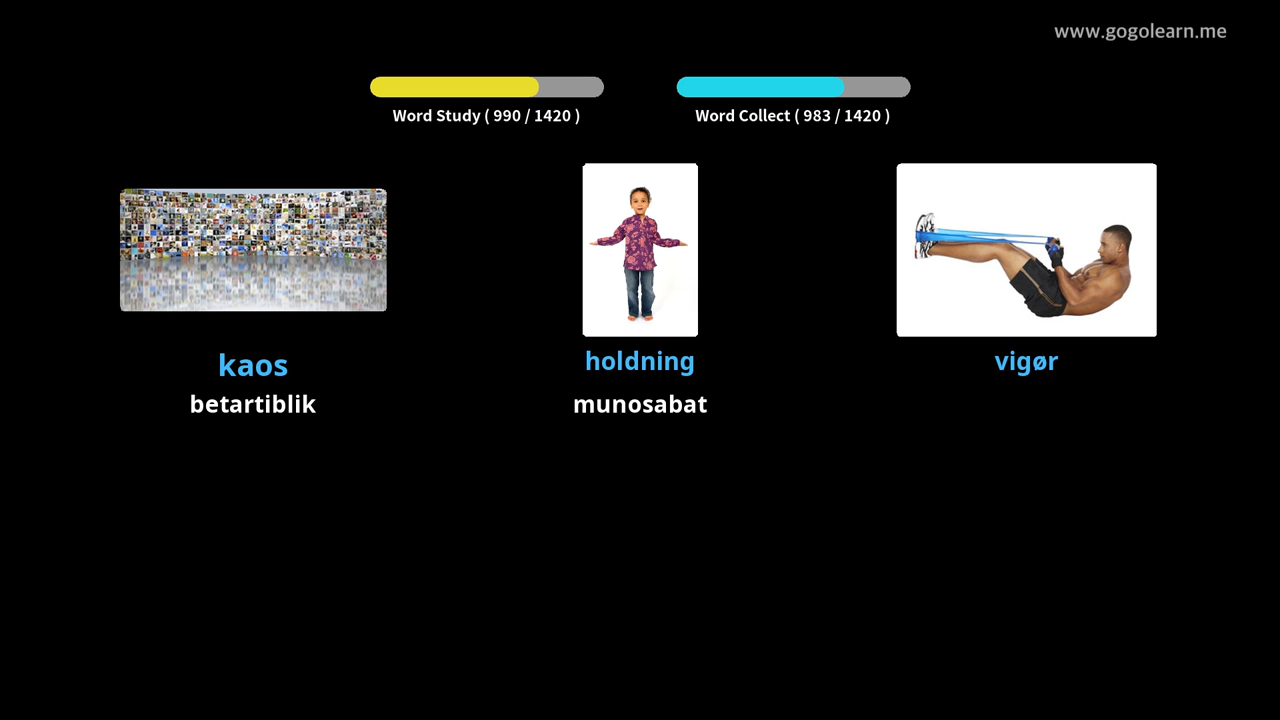 www.gogolearn.me
Word Study ( 990 / 1420 )
Word Collect ( 983 / 1420 )
kaos
betartiblik
holdning
munosabat
vigør